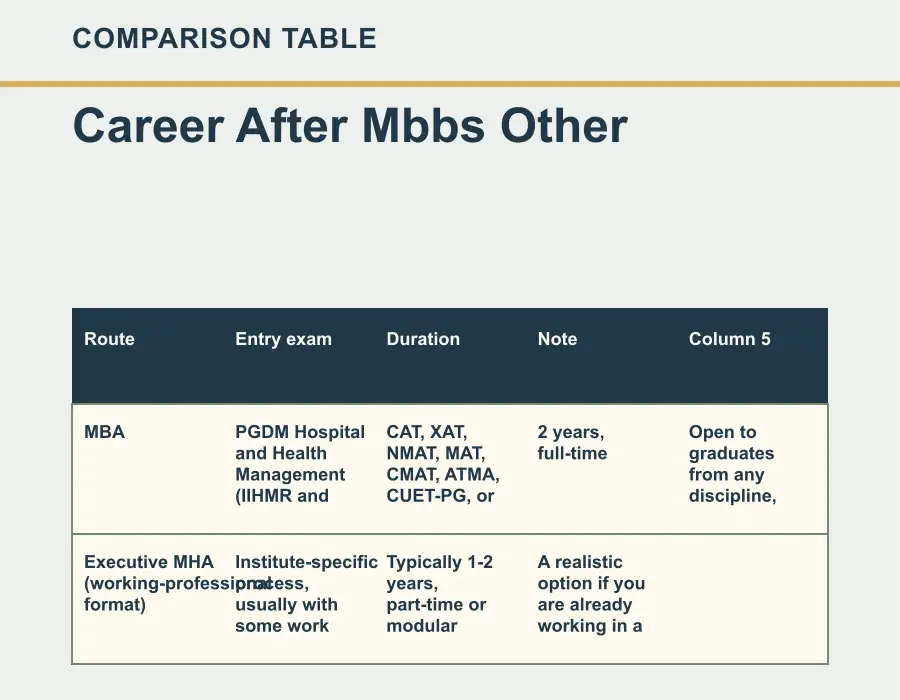 COMPARISON TABLE
Career After Mbbs Other
Route Entry exam Duration Note Column 5
MBA
PGDM Hospital
and Health
Management
(IIHMR and
CAT, XAT,
NMAT, MAT,
CMAT, ATMA,
CUET-PG, or
2 years,
full-time
Open to
graduates
from any
discipline,
Executive MHA
(working-professional
format)
Institute-specific
process,
usually with
some work
Typically 1-2
years,
part-time or
modular
A realistic
option if you
are already
working in a